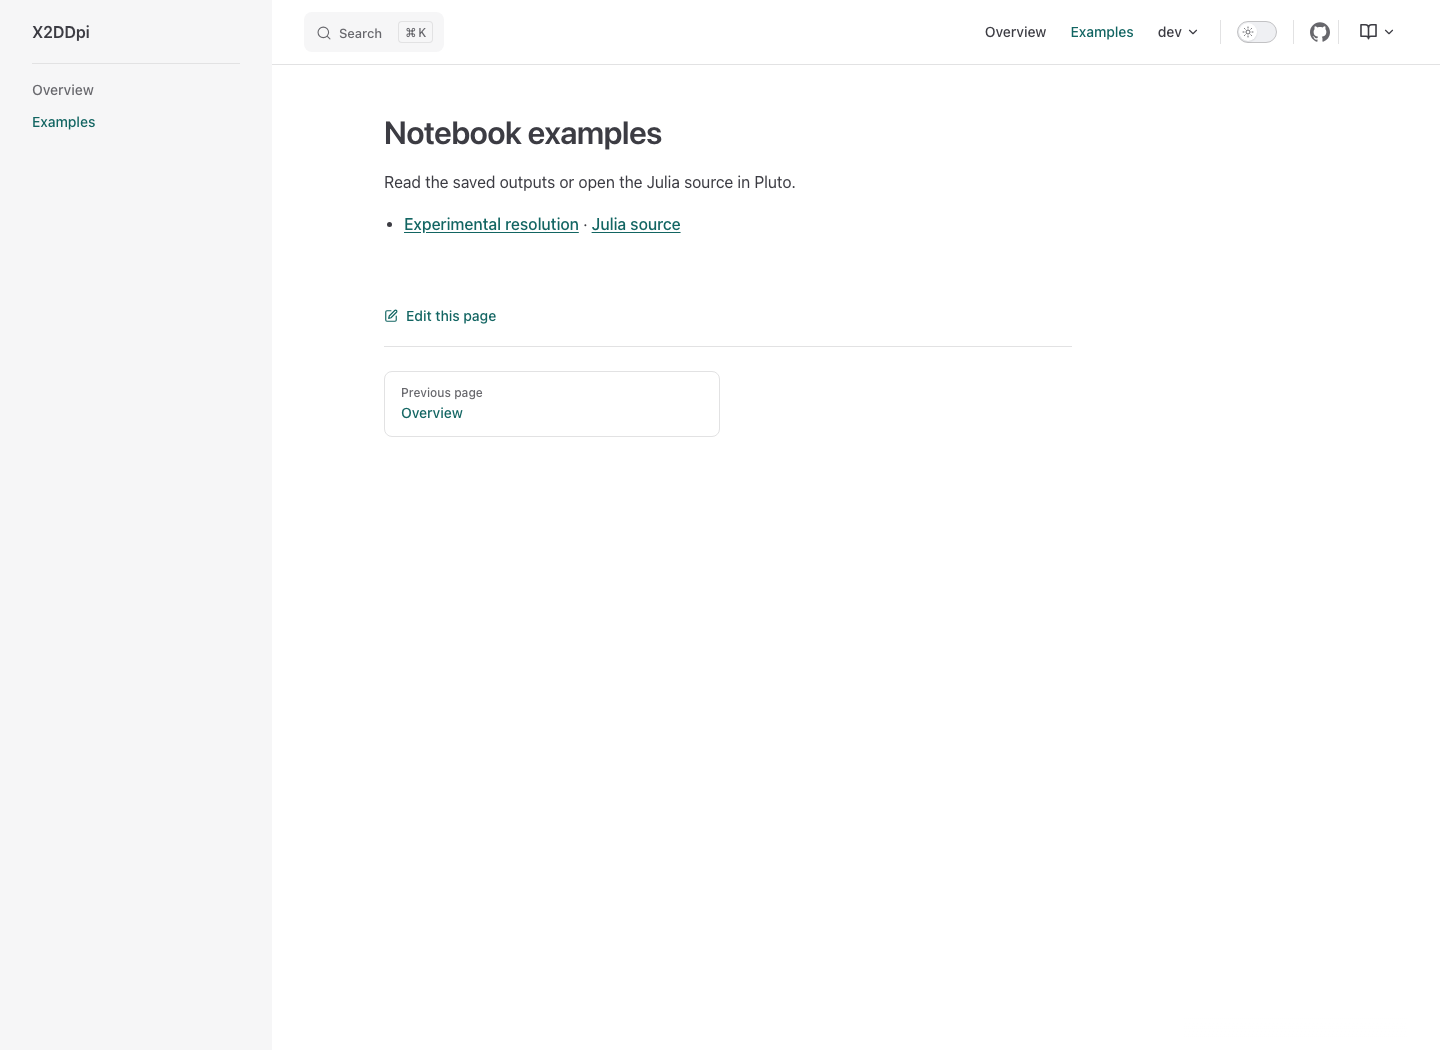 X2DDpi
Overview
Examples
Search ⌘ K
Overview
Examples
dev
Notebook examples
Read the saved outputs or open the Julia source in Pluto.
• Experimental resolution · Julia source
Edit this page
Previous page
Overview